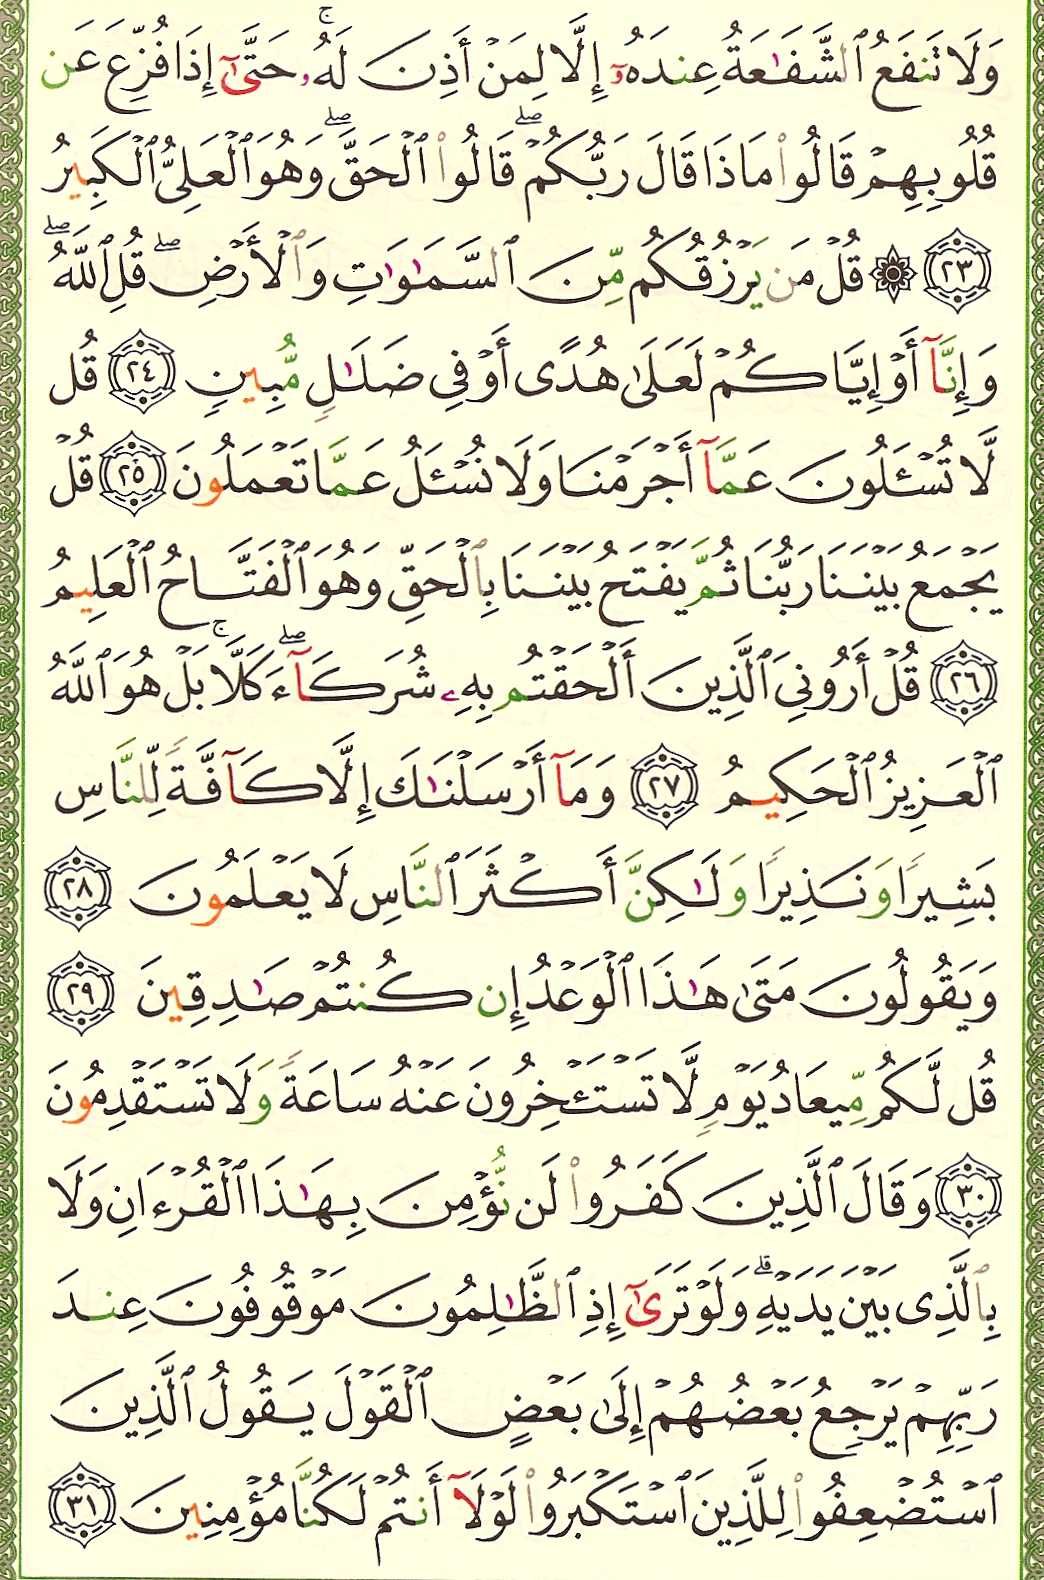 وَلَا تَنفَعُ ٱلشَّفَٰعَةُ عِندَهُۥٓ إِلَّا لِمَنْ أَذِنَ لَهُۥ ۚ حَتَّىٰٓ إِذَا فُزِّعَ عَن
قُلُوبِهِمْ قَالُوا۟ مَاذَا قَالَ رَبُّكُمْ ۖ قَالُوا۟ ٱلْحَقَّ ۖ وَهُوَ ٱلْعَلِىُّ ٱلْكَبِيرُ
٢٣ ۞ قُلْ مَن يَرْزُقُكُم مِّنَ ٱلسَّمَٰوَٰتِ وَٱلْأَرْضِ ۖ قُلِ ٱللَّهُ ۖ
وَإِنَّآ أَوْ إِيَّاكُمْ لَعَلَىٰ هُدًى أَوْ فِى ضَلَٰلٍ مُّبِينٍ ٢٤ قُل
لَّا تُسْـَٔلُونَ عَمَّآ أَجْرَمْنَا وَلَا نُسْـَٔلُ عَمَّا تَعْمَلُونَ ٢٥ قُلْ
يَجْمَعُ بَيْنَنَا رَبُّنَا ثُمَّ يَفْتَحُ بَيْنَنَا بِٱلْحَقِّ وَهُوَ ٱلْفَتَّاحُ ٱلْعَلِيمُ
٢٦ قُلْ أَرُونِىَ ٱلَّذِينَ أَلْحَقْتُم بِهِۦ شُرَكَآءَ ۖ كَلَّا ۚ بَلْ هُوَ ٱللَّهُ
ٱلْعَزِيزُ ٱلْحَكِيمُ ٢٧ وَمَآ أَرْسَلْنَٰكَ إِلَّا كَآفَّةً لِّلنَّاسِ
بَشِيرًا وَنَذِيرًا وَلَٰكِنَّ أَكْثَرَ ٱلنَّاسِ لَا يَعْلَمُونَ ٢٨
وَيَقُولُونَ مَتَىٰ هَٰذَا ٱلْوَعْدُ إِن كُنتُمْ صَٰدِقِينَ ٢٩
قُل لَّكُم مِّيعَادُ يَوْمٍ لَّا تَسْتَـْٔخِرُونَ عَنْهُ سَاعَةً وَلَا تَسْتَقْدِمُونَ
٣٠ وَقَالَ ٱلَّذِينَ كَفَرُوا۟ لَن نُّؤْمِنَ بِهَٰذَا ٱلْقُرْءَانِ وَلَا
بِٱلَّذِى بَيْنَ يَدَيْهِ ۗ وَلَوْ تَرَىٰٓ إِذِ ٱلظَّٰلِمُونَ مَوْقُوفُونَ عِندَ
رَبِّهِمْ يَرْجِعُ بَعْضُهُمْ إِلَىٰ بَعْضٍ ٱلْقَوْلَ يَقُولُ ٱلَّذِينَ
ٱسْتُضْعِفُوا۟ لِلَّذِينَ ٱسْتَكْبَرُوا۟ لَوْلَآ أَنتُمْ لَكُنَّا مُؤْمِنِينَ ٣١